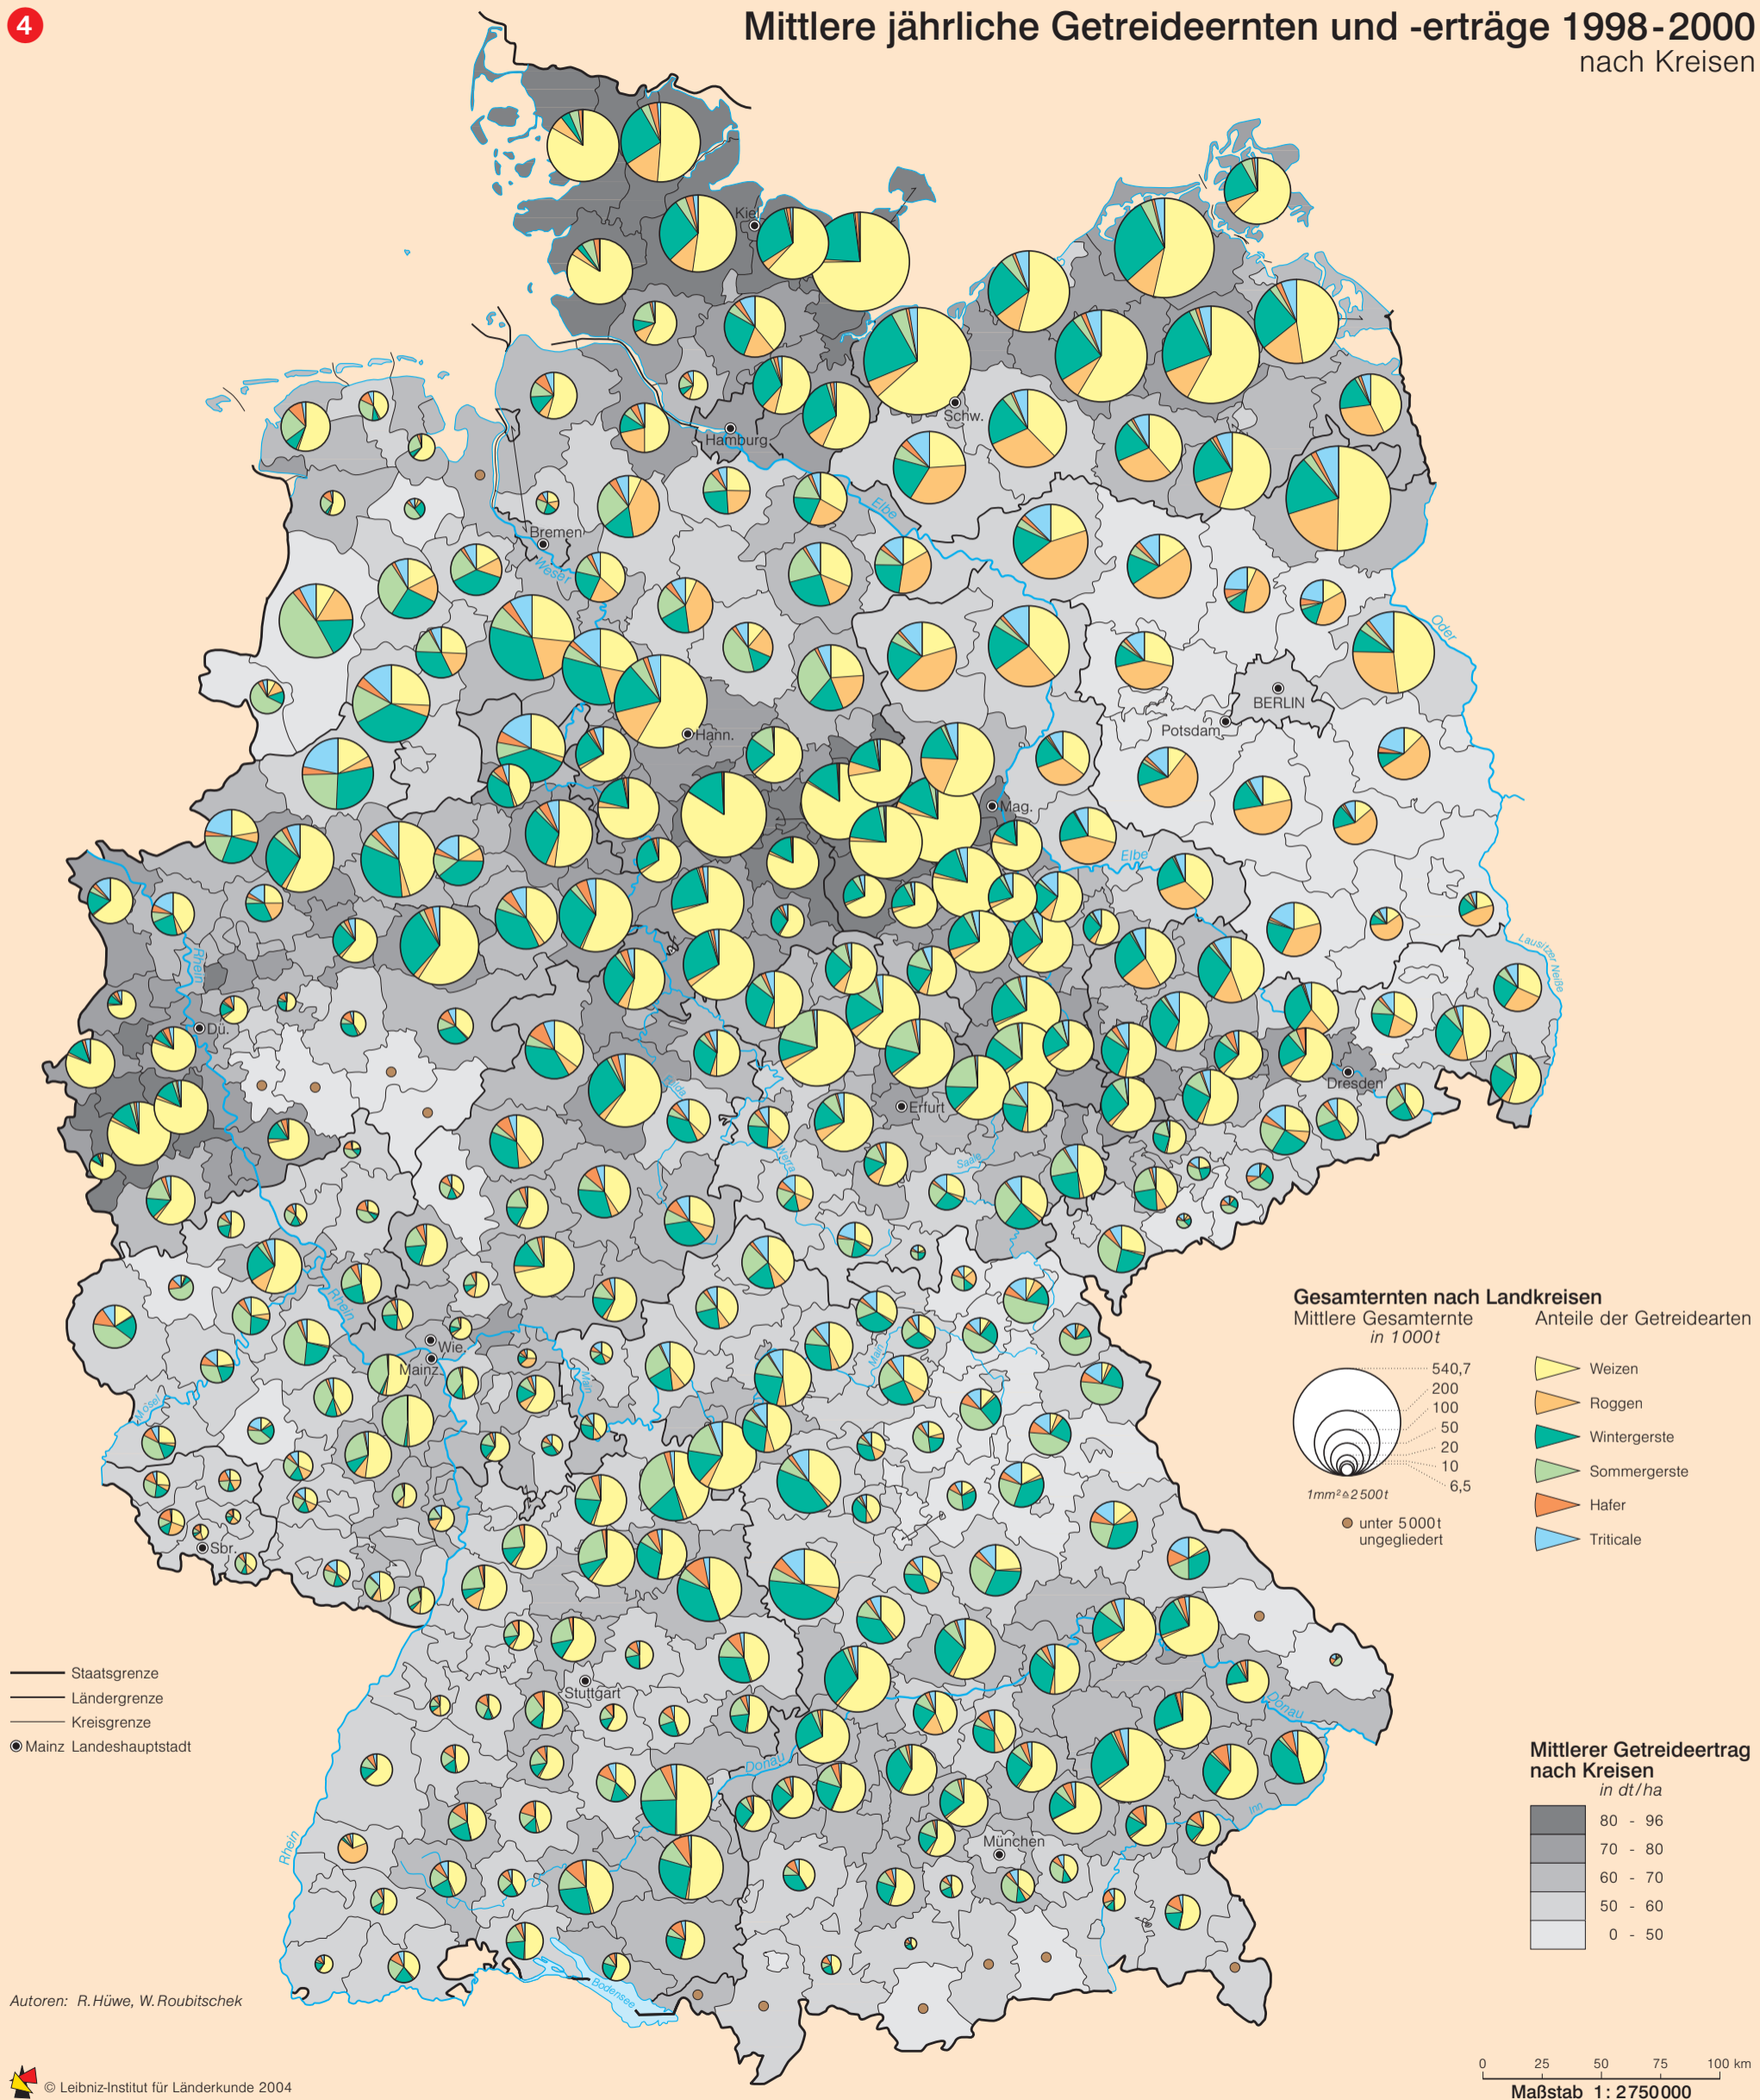 4
Mittlere jährliche Getreideernten und -erträge 1998-2000
nach Kreisen
Kiel
Schw.
Hamburg
Elbe
Bremen
Weser
Oder
BERLIN
Potsdam
Hann.
Mag.
Elbe
Lausitzer Neiße
Rhein
Dü.
Dresden
Fulda
Erfurt
Werra
Saale
Rhein
Wie.
Mainz
Main
Main
Mosel
Sbr.
Stuttgart
Donau
Donau
Inn
München
Rhein
Bodensee
Gesamternten nach Landkreisen
Mittlere Gesamternte
in 1000t
540,7
200
100
50
20
10
6,5
1mm²≙2500t
unter 5000t
ungegliedert
Anteile der Getreidearten
Weizen
Roggen
Wintergerste
Sommergerste
Hafer
Triticale
Staatsgrenze
Ländergrenze
Kreisgrenze
Mainz Landeshauptstadt
Mittlerer Getreideertrag
nach Kreisen
in dt/ha
80 - 96
70 - 80
60 - 70
50 - 60
0 - 50
Autoren: R.Hüwe, W.Roubitschek
© Leibniz-Institut für Länderkunde 2004
0 25 50 75 100 km
Maßstab 1: 2750000